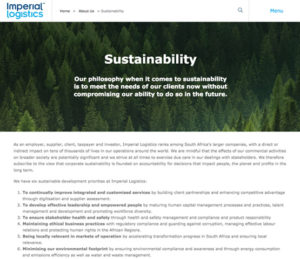 Imperial
logistics
Home > About us > Sustainability
Menu
Sustainability
Our philosophy when it comes to sustainability
is to meet the needs of our clients now without
compromising our ability to do so in the future.
As an employer, supplier, client, taxpayer and investor, Imperial Logistics ranks among South Africa's larger companies, with a direct or
indirect impact on tens of thousands of lives in our operations around the world. We are mindful that the effects of our commercial activities
on broader society are potentially significant and we strive at all times to exercise due care in our dealings with stakeholders. We therefore
subscribe to the view that corporate sustainability is founded on accountability for decisions that impact people, the planet and profits in the
long term.
We have six sustainable development priorities at Imperial Logistics
1. To continually improve integrated and customised services by building client partnerships and enhancing competitive advantage
through digitisation and supplier assessment.
2. To develop effective leadership and empowered people by maturing human capital management processes and practises, talent
management and development and promoting workforce diversity.
3. To ensure stakeholder health and safety through health and safety management and compliance and product responsibility.
4. Maintaining ethical business practices with regulatory compliance and guarding against corruption, managing effective labour
relations and protecting human rights in the African Regions.
5. Being locally relevant in markets of operation by accelerating transformation progress in South Africa and ensuring local
relevance.
6. Minimising our environmental footprint by ensuring environmental compliance and awareness and through energy consumption
and emissions efficiency as well as water and waste management.